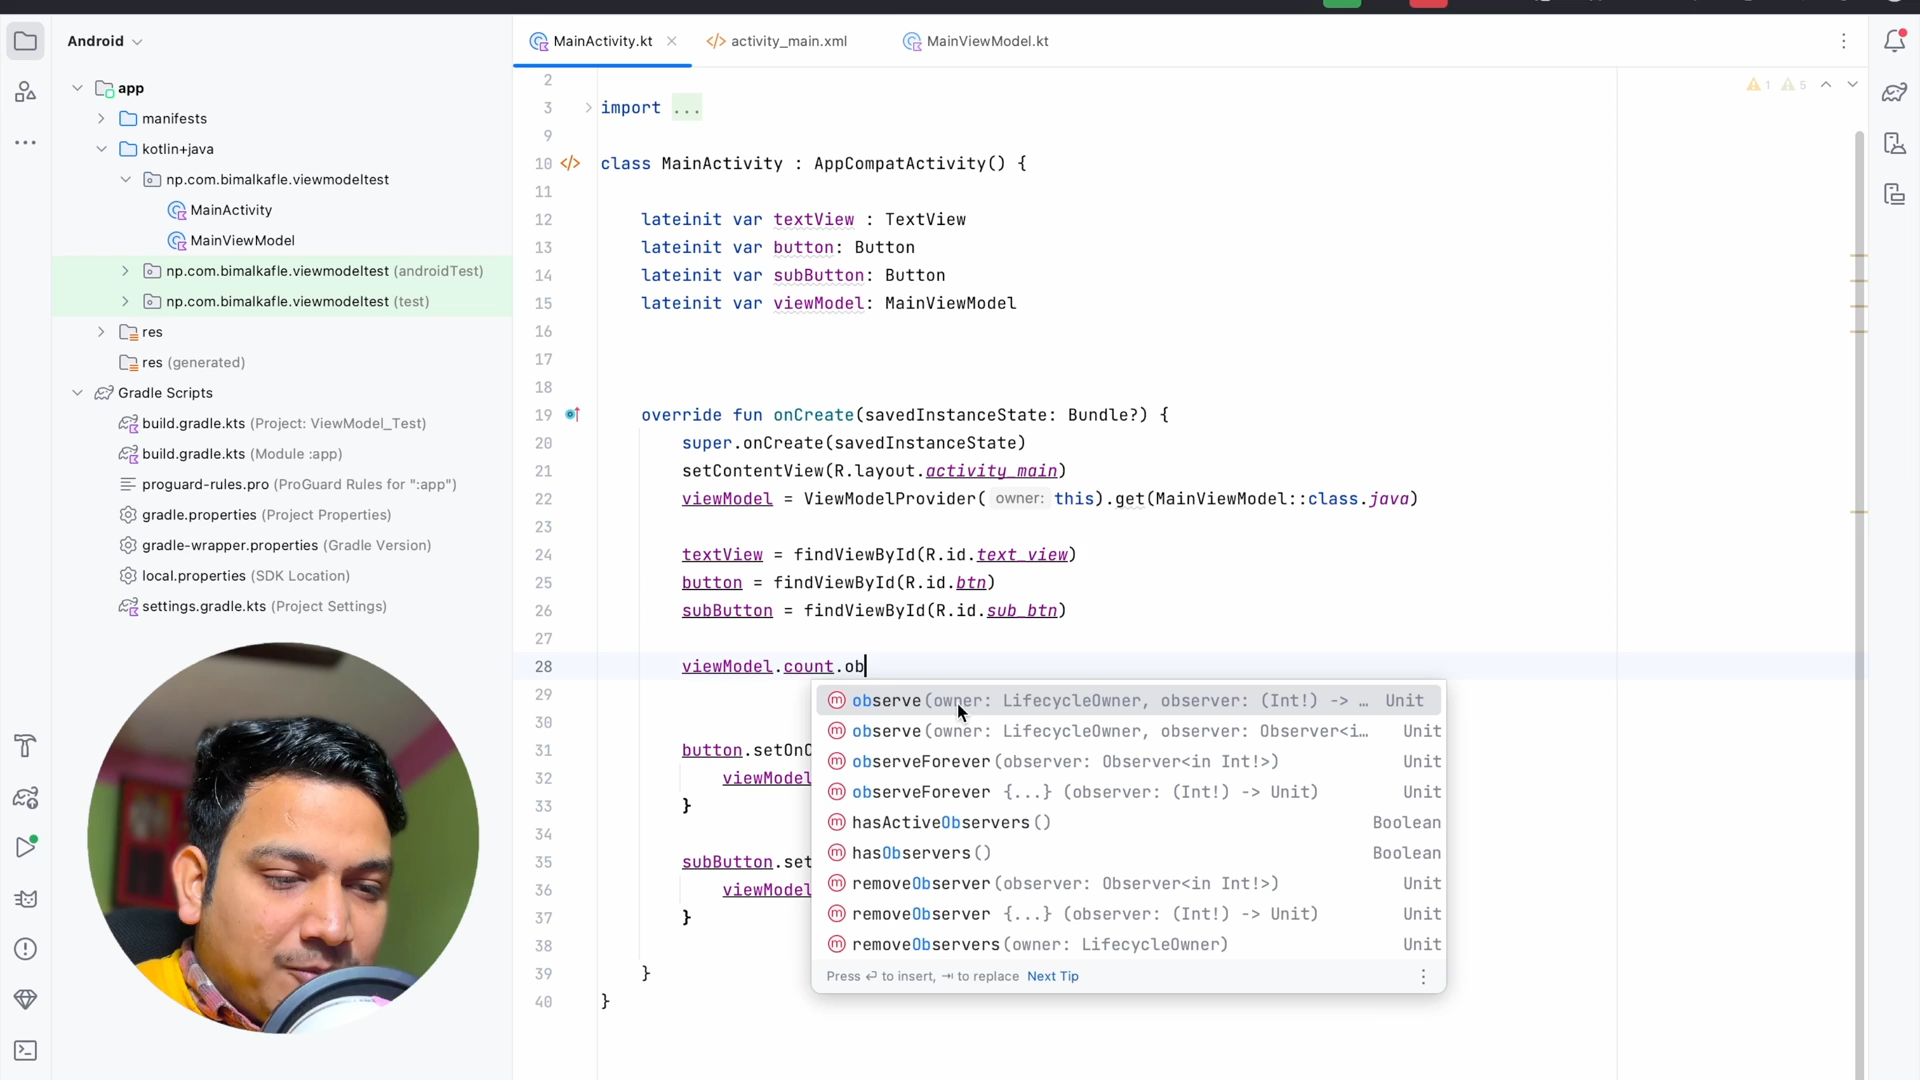 Android
MainActivity.kt
activity_main.xml
MainViewModel.kt
app
manifests
kotlin+java
np.com.bimalkafle.viewmodeltest
MainActivity
MainViewModel
np.com.bimalkafle.viewmodeltest (androidTest)
np.com.bimalkafle.viewmodeltest (test)
res
res (generated)
Gradle Scripts
build.gradle.kts (Project: ViewModel_Test)
build.gradle.kts (Module :app)
proguard-rules.pro (ProGuard Rules for ":app")
gradle.properties (Project Properties)
gradle-wrapper.properties (Gradle Version)
local.properties (SDK Location)
settings.gradle.kts (Project Settings)
1 5
2
3 import ...
9
10 class MainActivity : AppCompatActivity() {
11
12 lateinit var textView : TextView
13 lateinit var button: Button
14 lateinit var subButton: Button
15 lateinit var viewModel: MainViewModel
16
17
18
19 override fun onCreate(savedInstanceState: Bundle?) {
20 super.onCreate(savedInstanceState)
21 setContentView(R.layout.activity_main)
22 viewModel = ViewModelProvider( owner: this).get(MainViewModel::class.java)
23
24 textView = findViewById(R.id.text_view)
25 button = findViewById(R.id.btn)
26 subButton = findViewById(R.id.sub_btn)
27
28 viewModel.count.ob
29
30
31 button.setOnC
32 viewModel
33 }
34
35 subButton.set
36 viewModel
37 }
38
39 }
40 }
observe(owner: LifecycleOwner, observer: (Int!) -> … Unit
observe(owner: LifecycleOwner, observer: Observer<i… Unit
observeForever(observer: Observer<in Int!>) Unit
observeForever {...} (observer: (Int!) -> Unit) Unit
hasActiveObservers() Boolean
hasObservers() Boolean
removeObserver(observer: Observer<in Int!>) Unit
removeObserver {...} (observer: (Int!) -> Unit) Unit
removeObservers(owner: LifecycleOwner) Unit
Press ↵ to insert, ⇥ to replace Next Tip